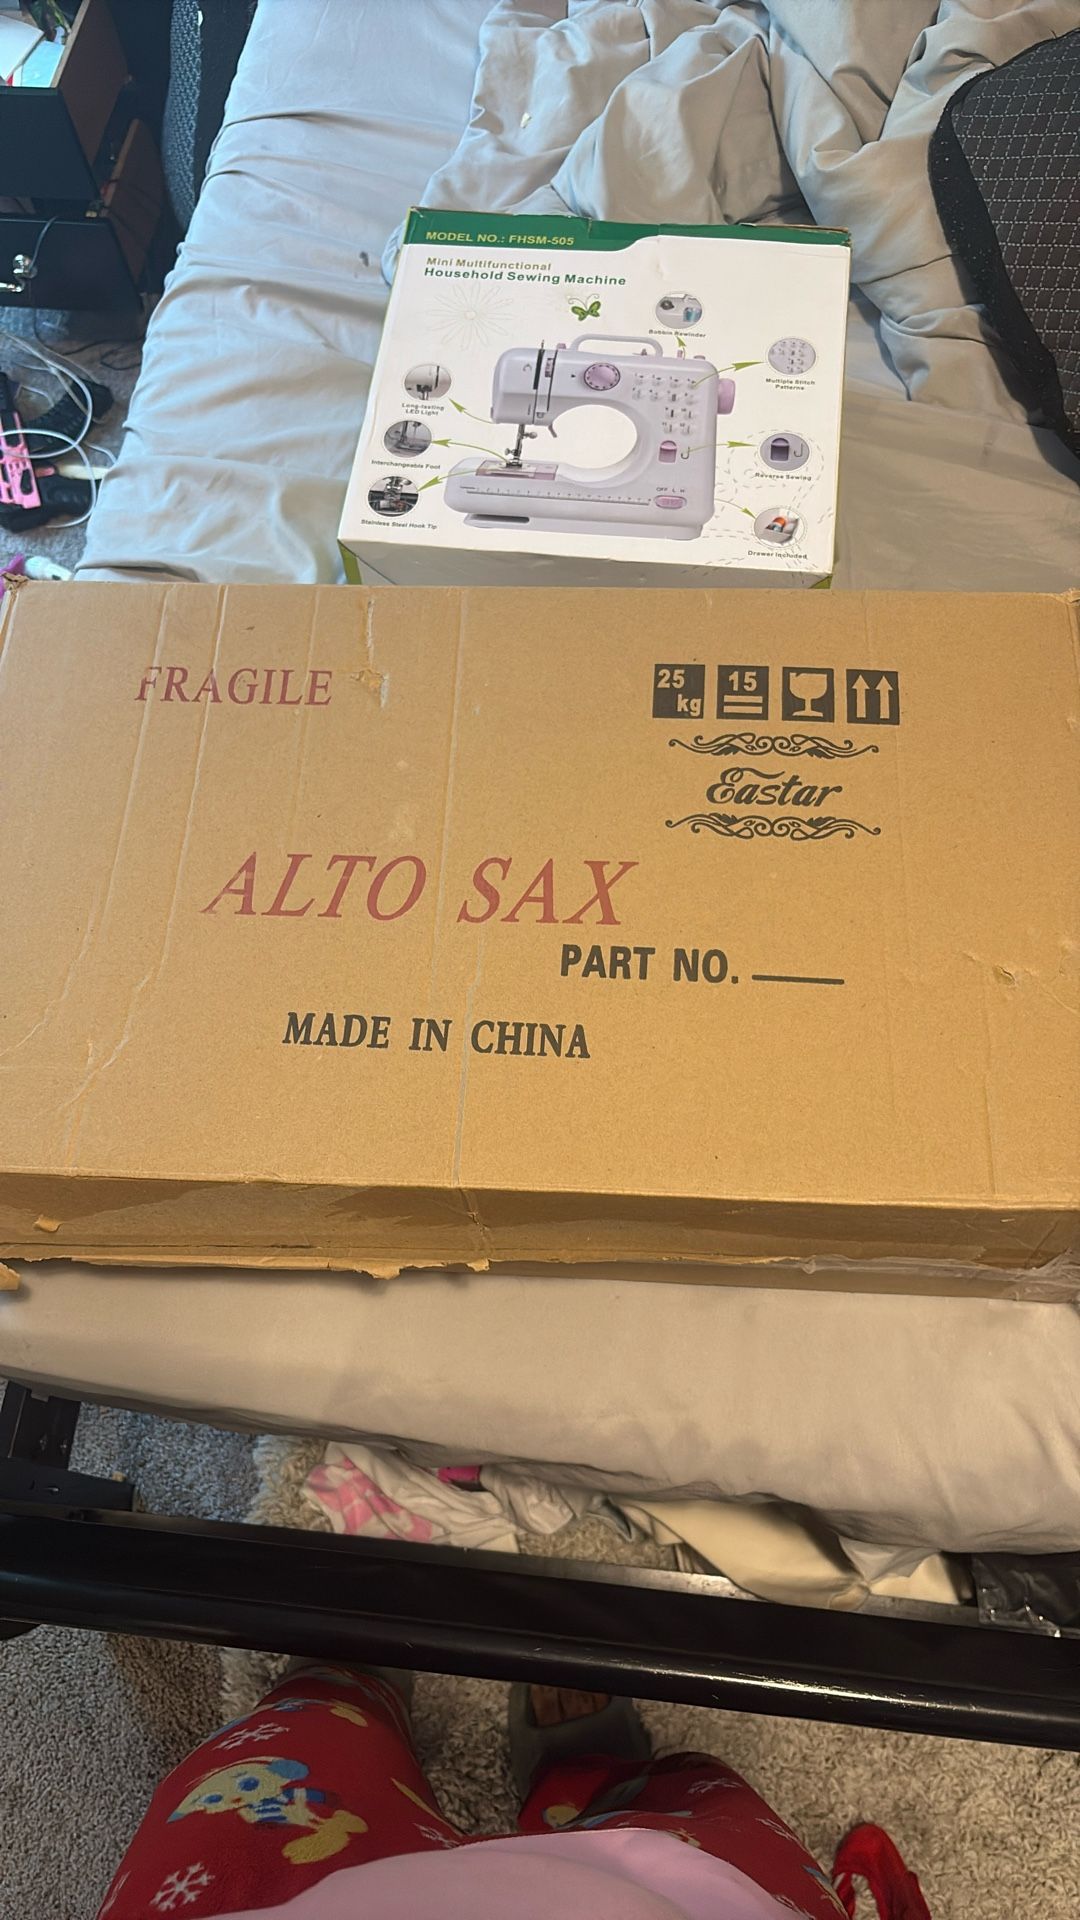 MODEL NO.: FHSM-505
Mini Multifunctional
Household Sewing Machine
Bobbin Rewinder
Multiple Stitch
Patterns
Long-lasting
LED Light
Interchangeable Foot
Reverse Sewing
Stainless Steel Hook Tip
OFF L H
Drawer Included
FRAGILE
25
kg
15
Eastar
ALTO SAX
PART NO.
MADE IN CHINA